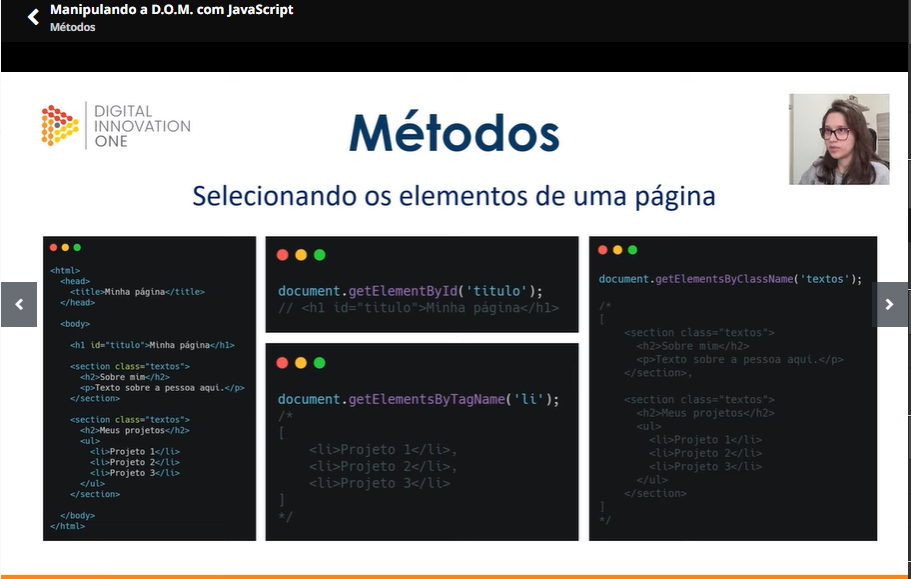 Manipulando a D.O.M. com JavaScript
Métodos
DIGITAL
INNOVATION
ONE
Métodos
Selecionando os elementos de uma página
<html>
<head>
<title>Minha página</title>
</head>
<body>
<h1 id="titulo">Minha página</h1>
<section class="textos">
<h2>Sobre mim</h2>
<p>Texto sobre a pessoa aqui.</p>
</section>
<section class="textos">
<h2>Meus projetos</h2>
<ul>
<li>Projeto 1</li>
<li>Projeto 2</li>
<li>Projeto 3</li>
</ul>
</section>
</body>
</html>
document.getElementById('titulo');
// <h1 id="titulo">Minha página</h1>
document.getElementsByTagName('li');
/*
[
<li>Projeto 1</li>,
<li>Projeto 2</li>,
<li>Projeto 3</li>
]
*/
document.getElementsByClassName('textos');
/*
[
<section class="textos">
<h2>Sobre mim</h2>
<p>Texto sobre a pessoa aqui.</p>
</section>,
<section class="textos">
<h2>Meus projetos</h2>
<ul>
<li>Projeto 1</li>
<li>Projeto 2</li>
<li>Projeto 3</li>
</ul>
</section>
]
*/